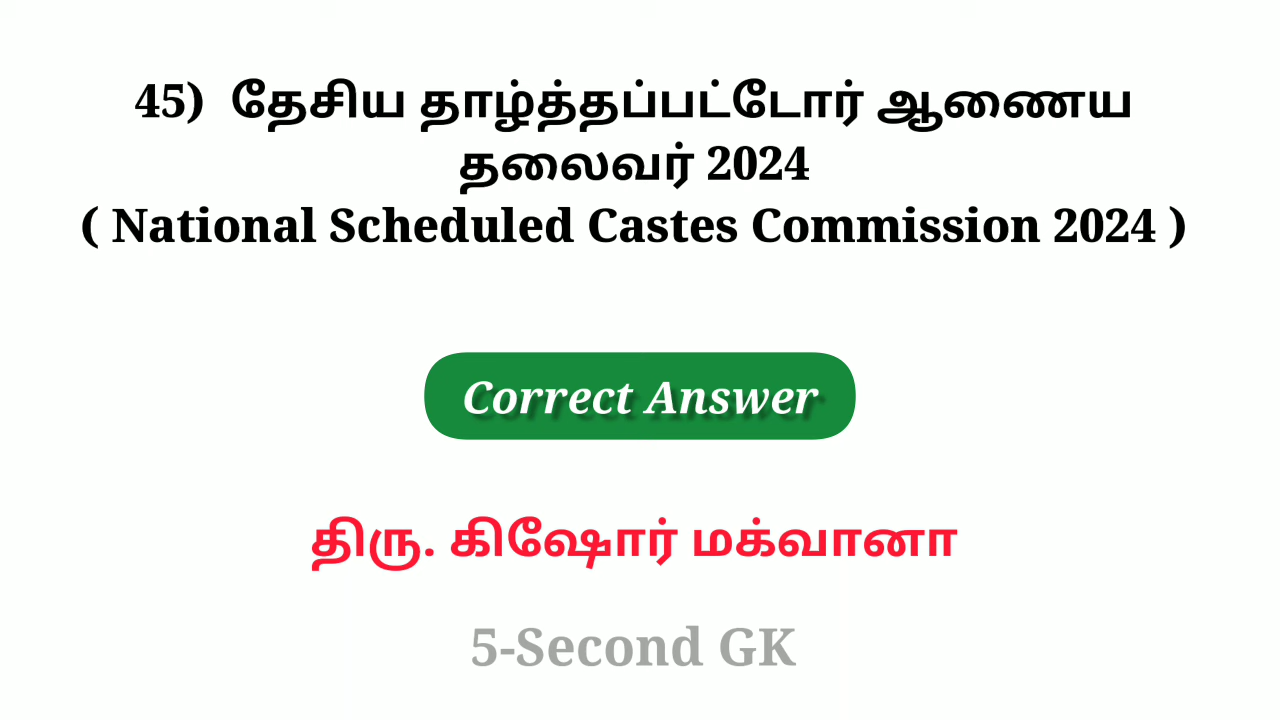 45) தேசிய தாழ்த்தப்பட்டோர் ஆணைய
தலைவர் 2024
( National Scheduled Castes Commission 2024 )
Correct Answer
திரு. கிஷோர் மக்வானா
5-Second GK